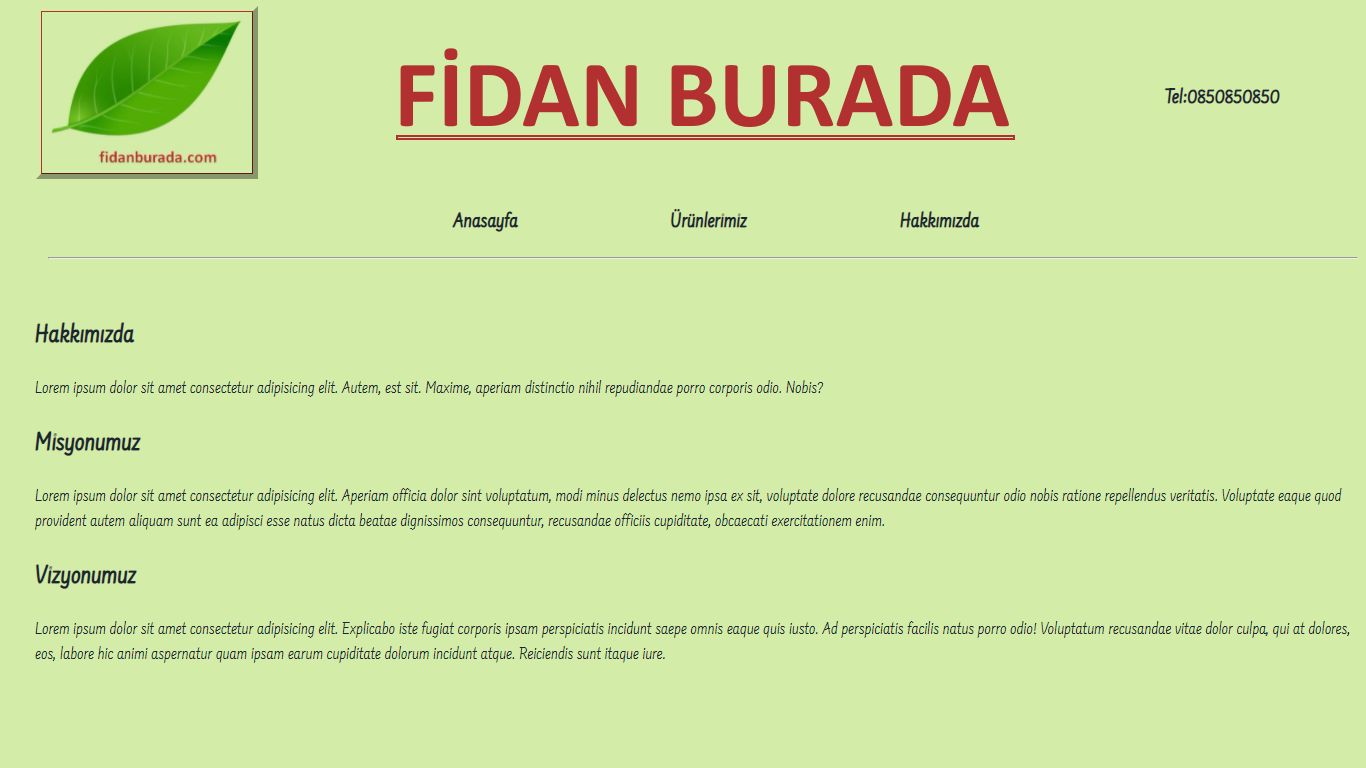 fidanburada.com
FİDAN BURADA
Tel:0850850850
Anasayfa Ürünlerimiz Hakkımızda
Hakkımızda
Lorem ipsum dolor sit amet consectetur adipisicing elit. Autem, est sit. Maxime, aperiam distinctio nihil repudiandae porro corporis odio. Nobis?
Misyonumuz
Lorem ipsum dolor sit amet consectetur adipisicing elit. Aperiam officia dolor sint voluptatum, modi minus delectus nemo ipsa ex sit, voluptate dolore recusandae consequuntur odio nobis ratione repellendus veritatis. Voluptate eaque quod
provident autem aliquam sunt ea adipisci esse natus dicta beatae dignissimos consequuntur, recusandae officiis cupiditate, obcaecati exercitationem enim.
Vizyonumuz
Lorem ipsum dolor sit amet consectetur adipisicing elit. Explicabo iste fugiat corporis ipsam perspiciatis incidunt saepe omnis eaque quis iusto. Ad perspiciatis facilis natus porro odio! Voluptatum recusandae vitae dolor culpa, qui at dolores,
eos, labore hic animi aspernatur quam ipsam earum cupiditate dolorum incidunt atque. Reiciendis sunt itaque iure.